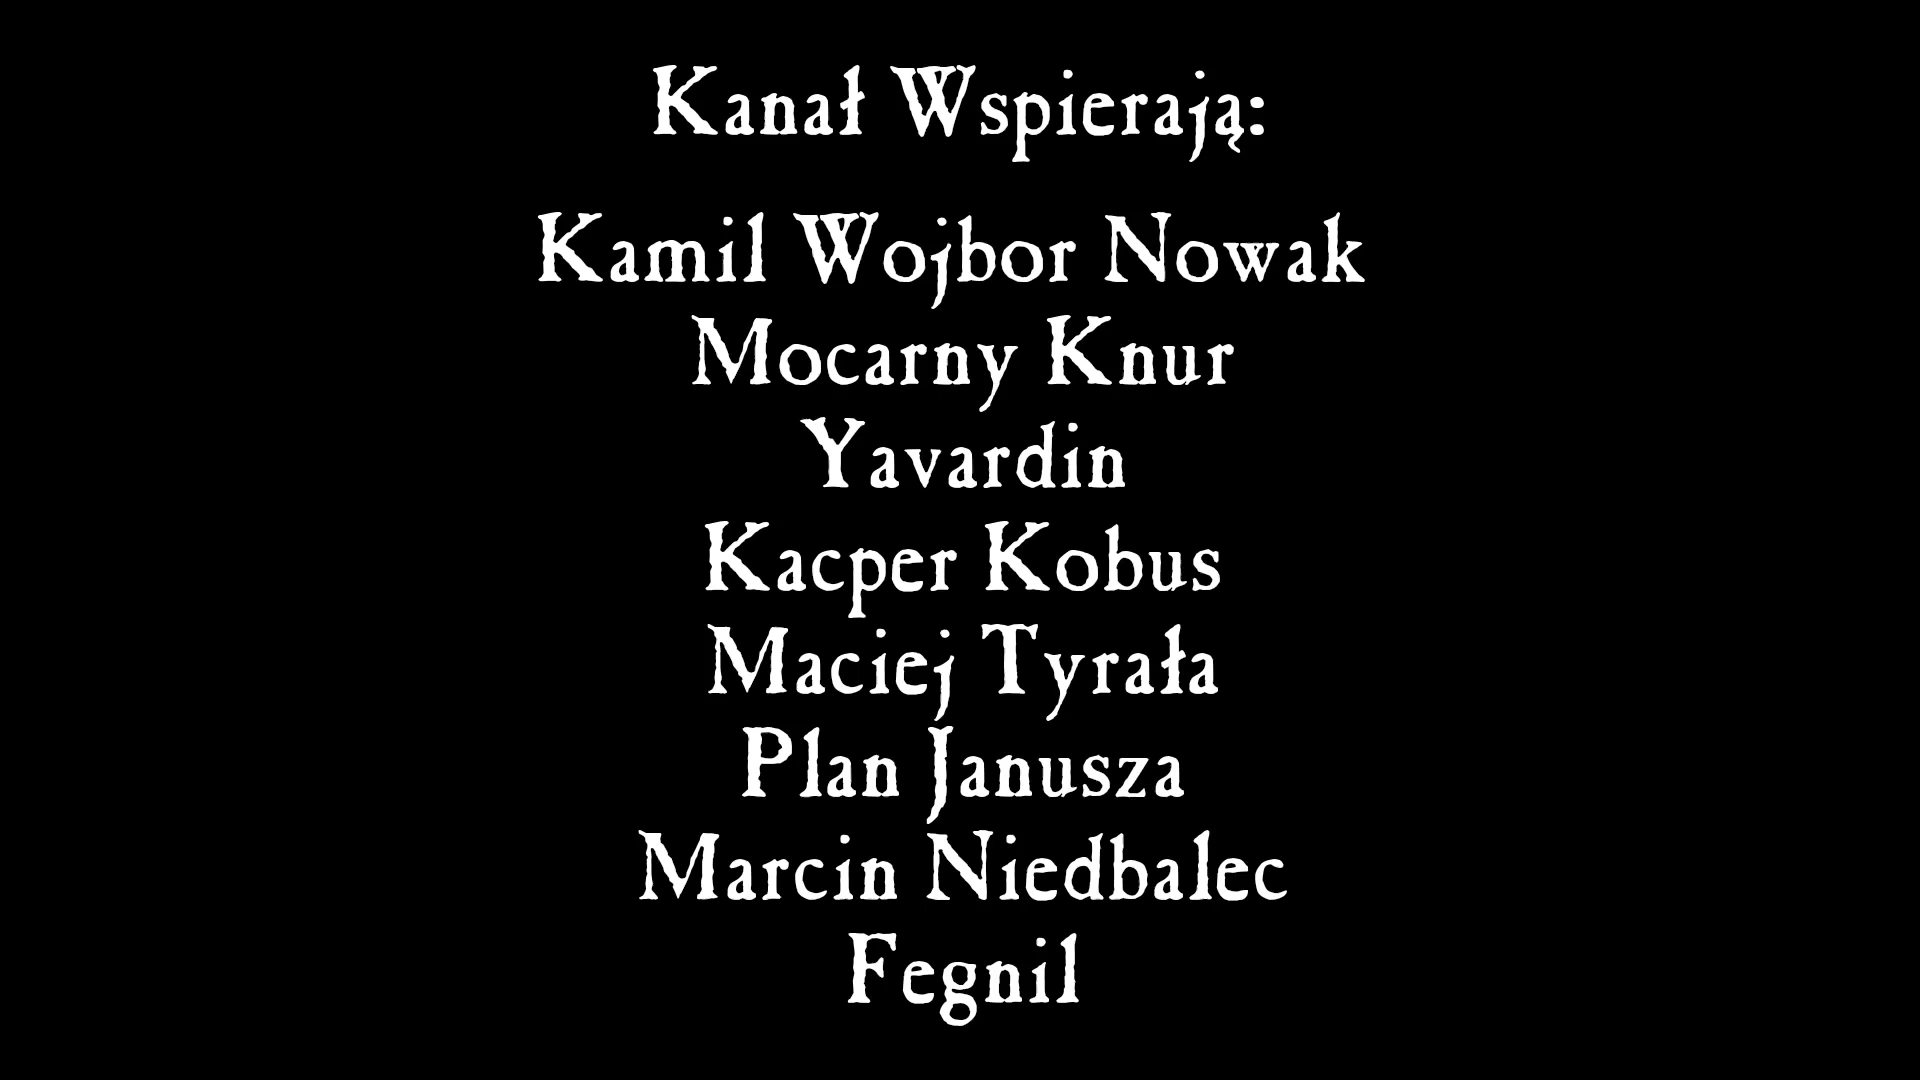 Kanał Wspierają:
Kamil Wojbor Nowak
Mocarny Knur
Yavardin
Kacper Kobus
Maciej Tyrała
Plan Janusza
Marcin Niedbalec
Fegnil